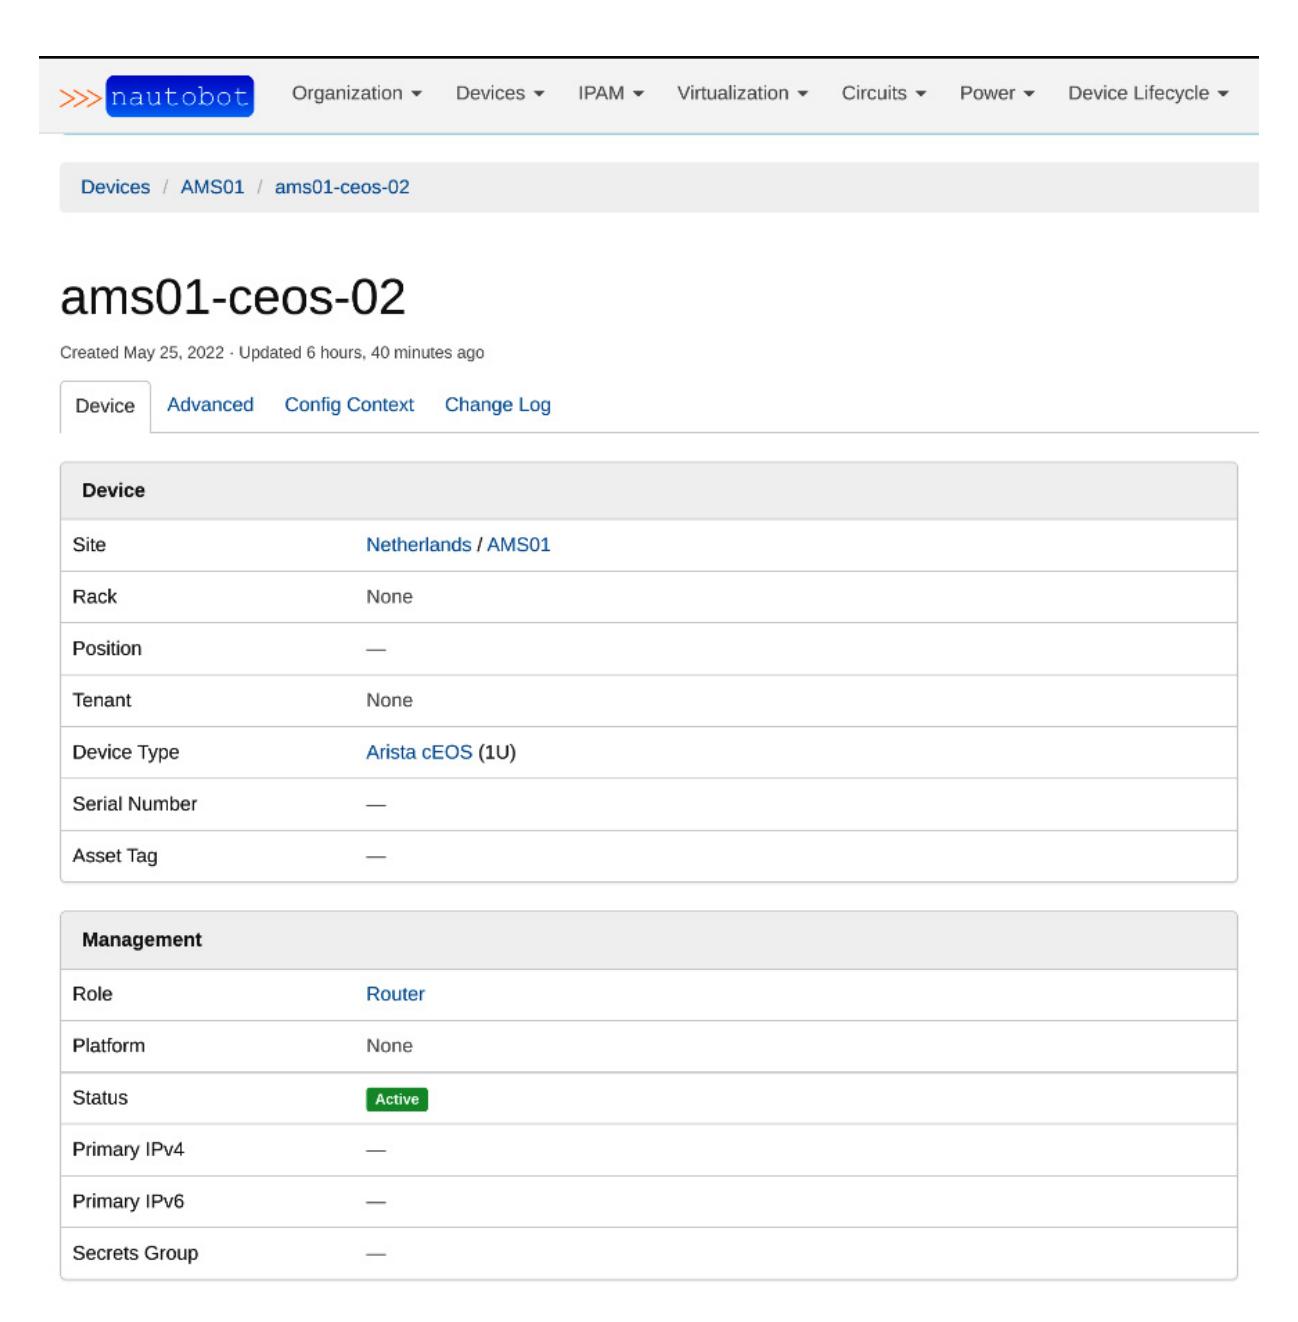 >>> nautobot Organization Devices IPAM Virtualization Circuits Power Device Lifecycle
Devices / AMS01 / ams01-ceos-02
ams01-ceos-02
Created May 25, 2022 · Updated 6 hours, 40 minutes ago
Device Advanced Config Context Change Log
Device
Site Netherlands / AMS01
Rack None
Position —
Tenant None
Device Type Arista cEOS (1U)
Serial Number —
Asset Tag —
Management
Role Router
Platform None
Status Active
Primary IPv4 —
Primary IPv6 —
Secrets Group —